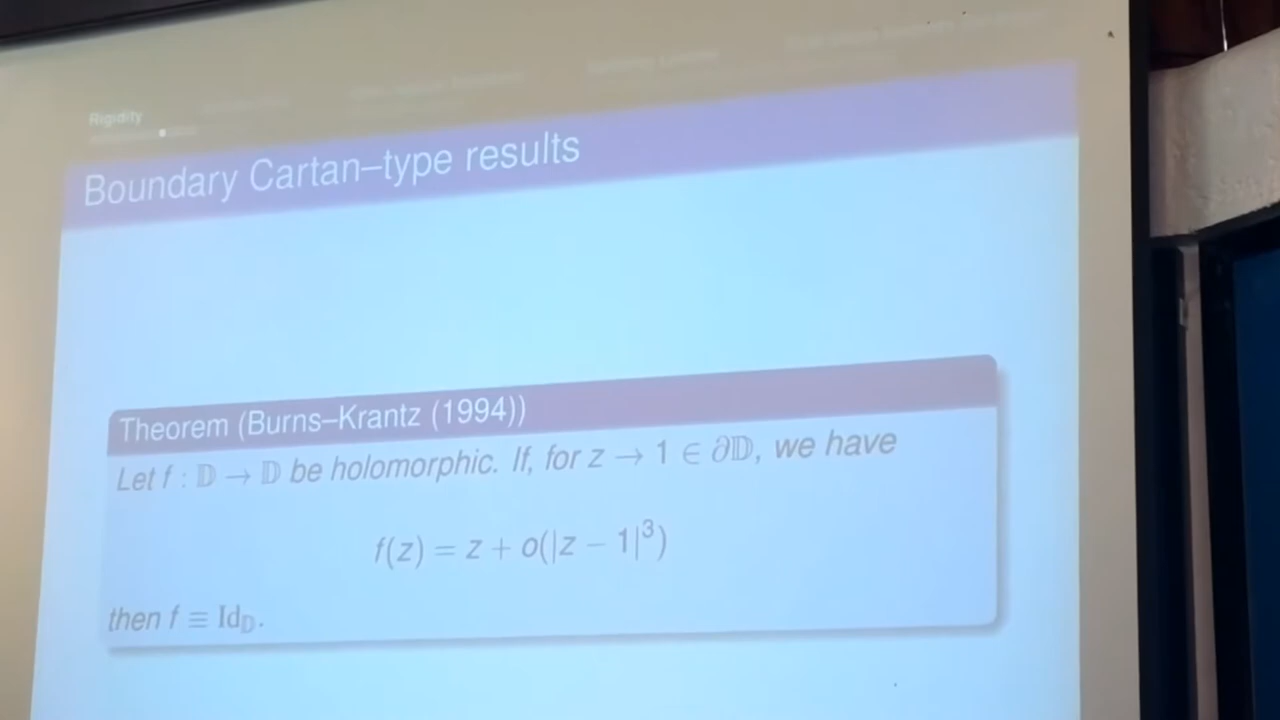 Rigidity
Boundary Cartan–type results
Theorem (Burns–Krantz (1994))
Let f : 𝔻 → 𝔻 be holomorphic. If, for z → 1 ∈ ∂𝔻, we have
f(z) = z + o(|z − 1|³)
then f ≡ Id_𝔻.